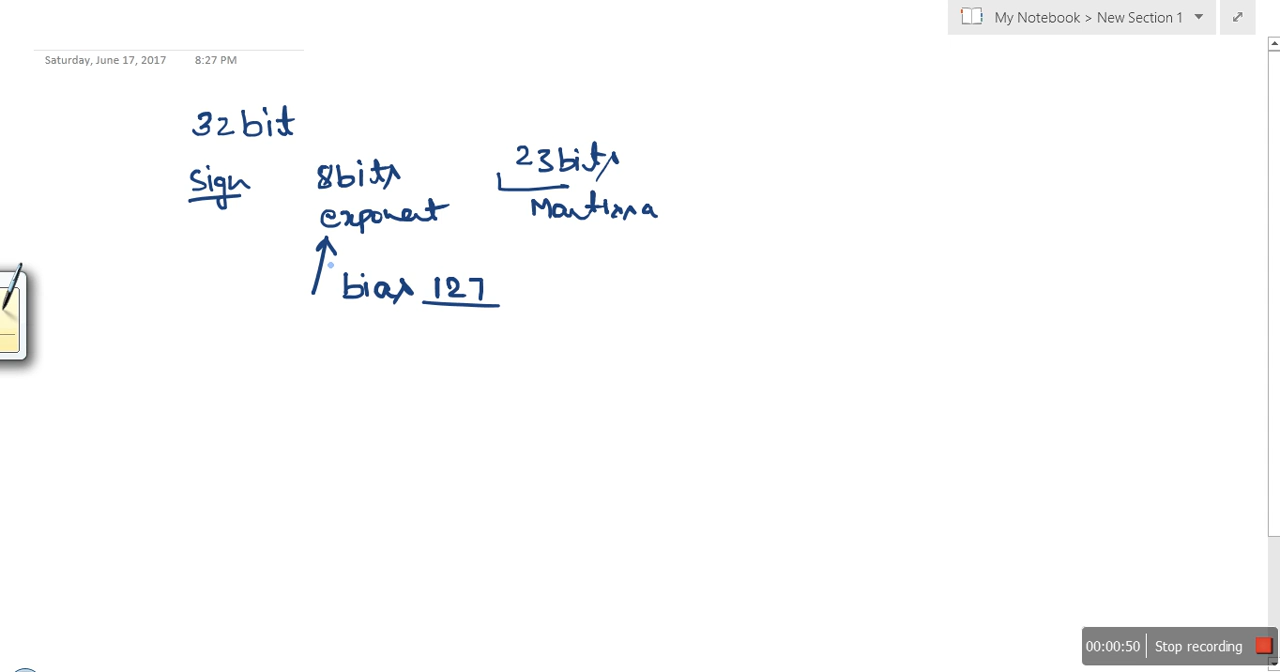 My Notebook > New Section 1
Saturday, June 17, 2017 8:27 PM
32bit
Sign 8bits 23bits
exponent Mantissa
bias 127
00:00:50 Stop recording